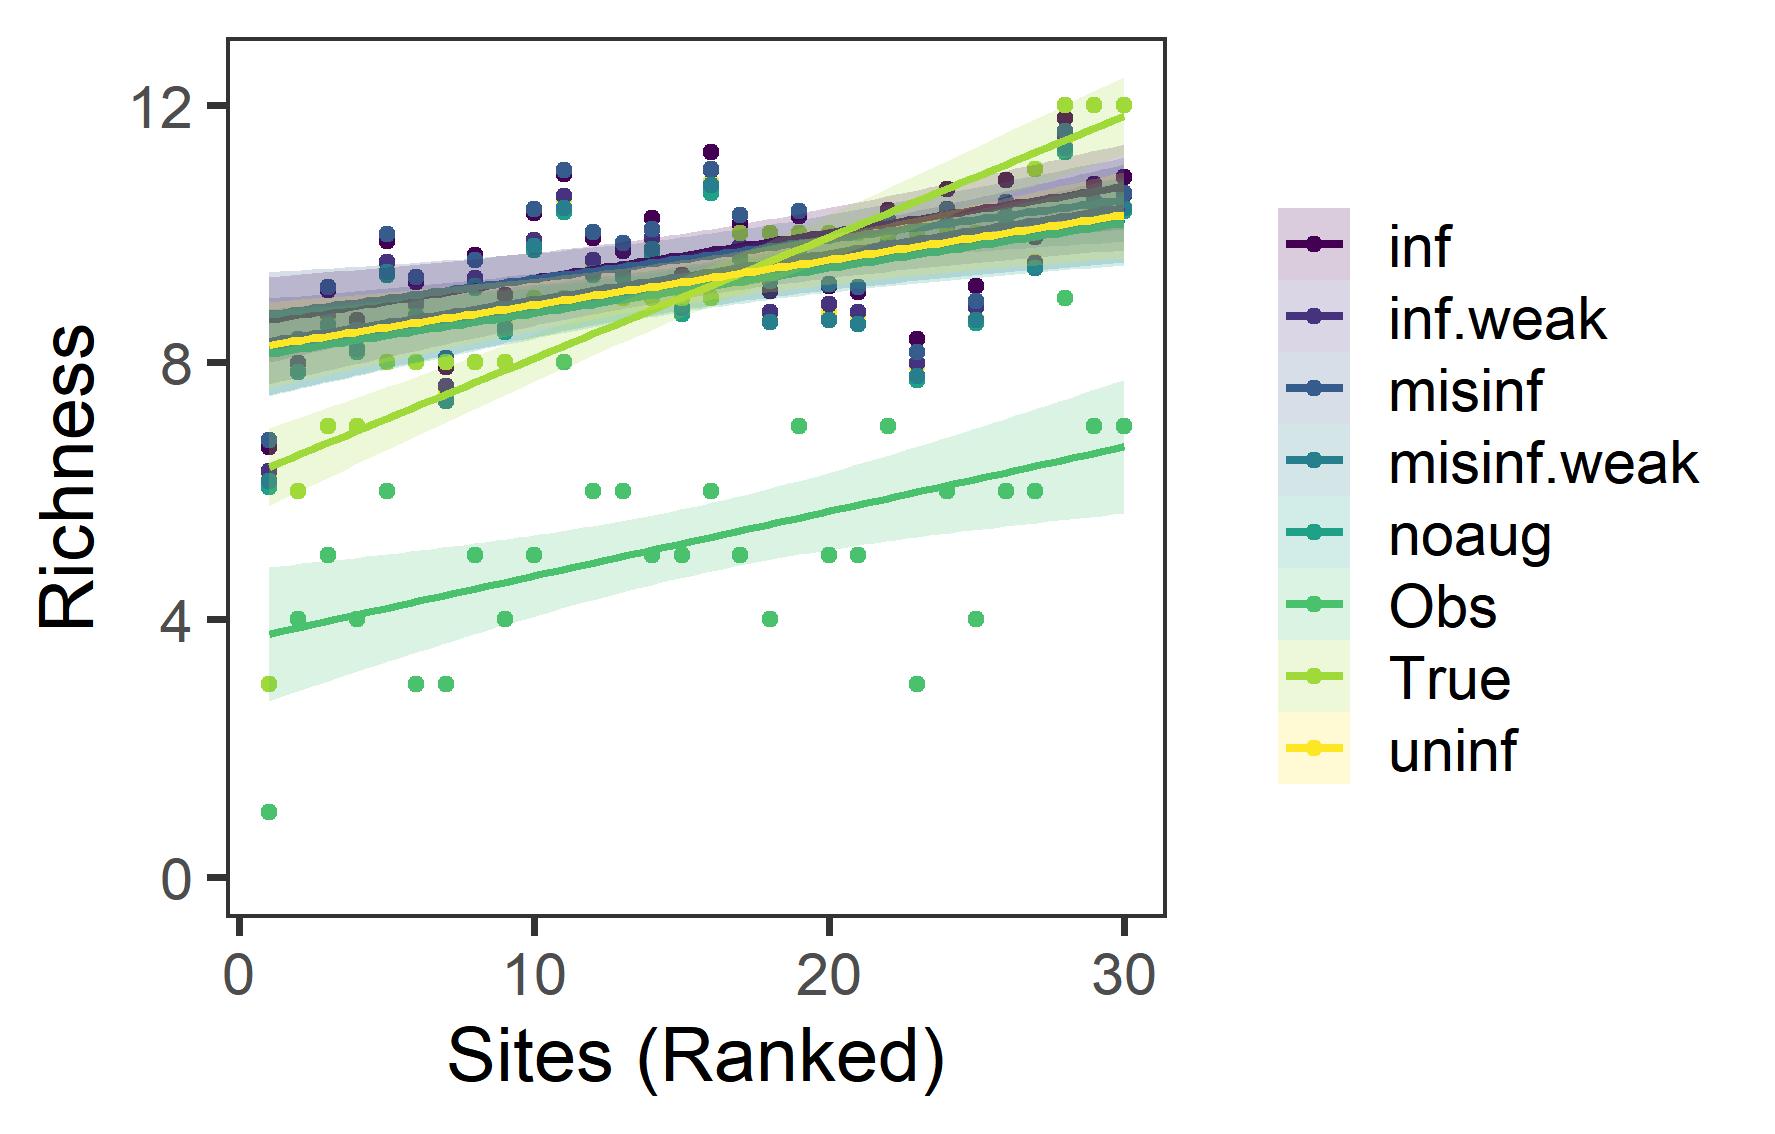 Richness
12
8
4
0
0 10 20 30
Sites (Ranked)
inf
inf.weak
misinf
misinf.weak
noaug
Obs
True
uninf